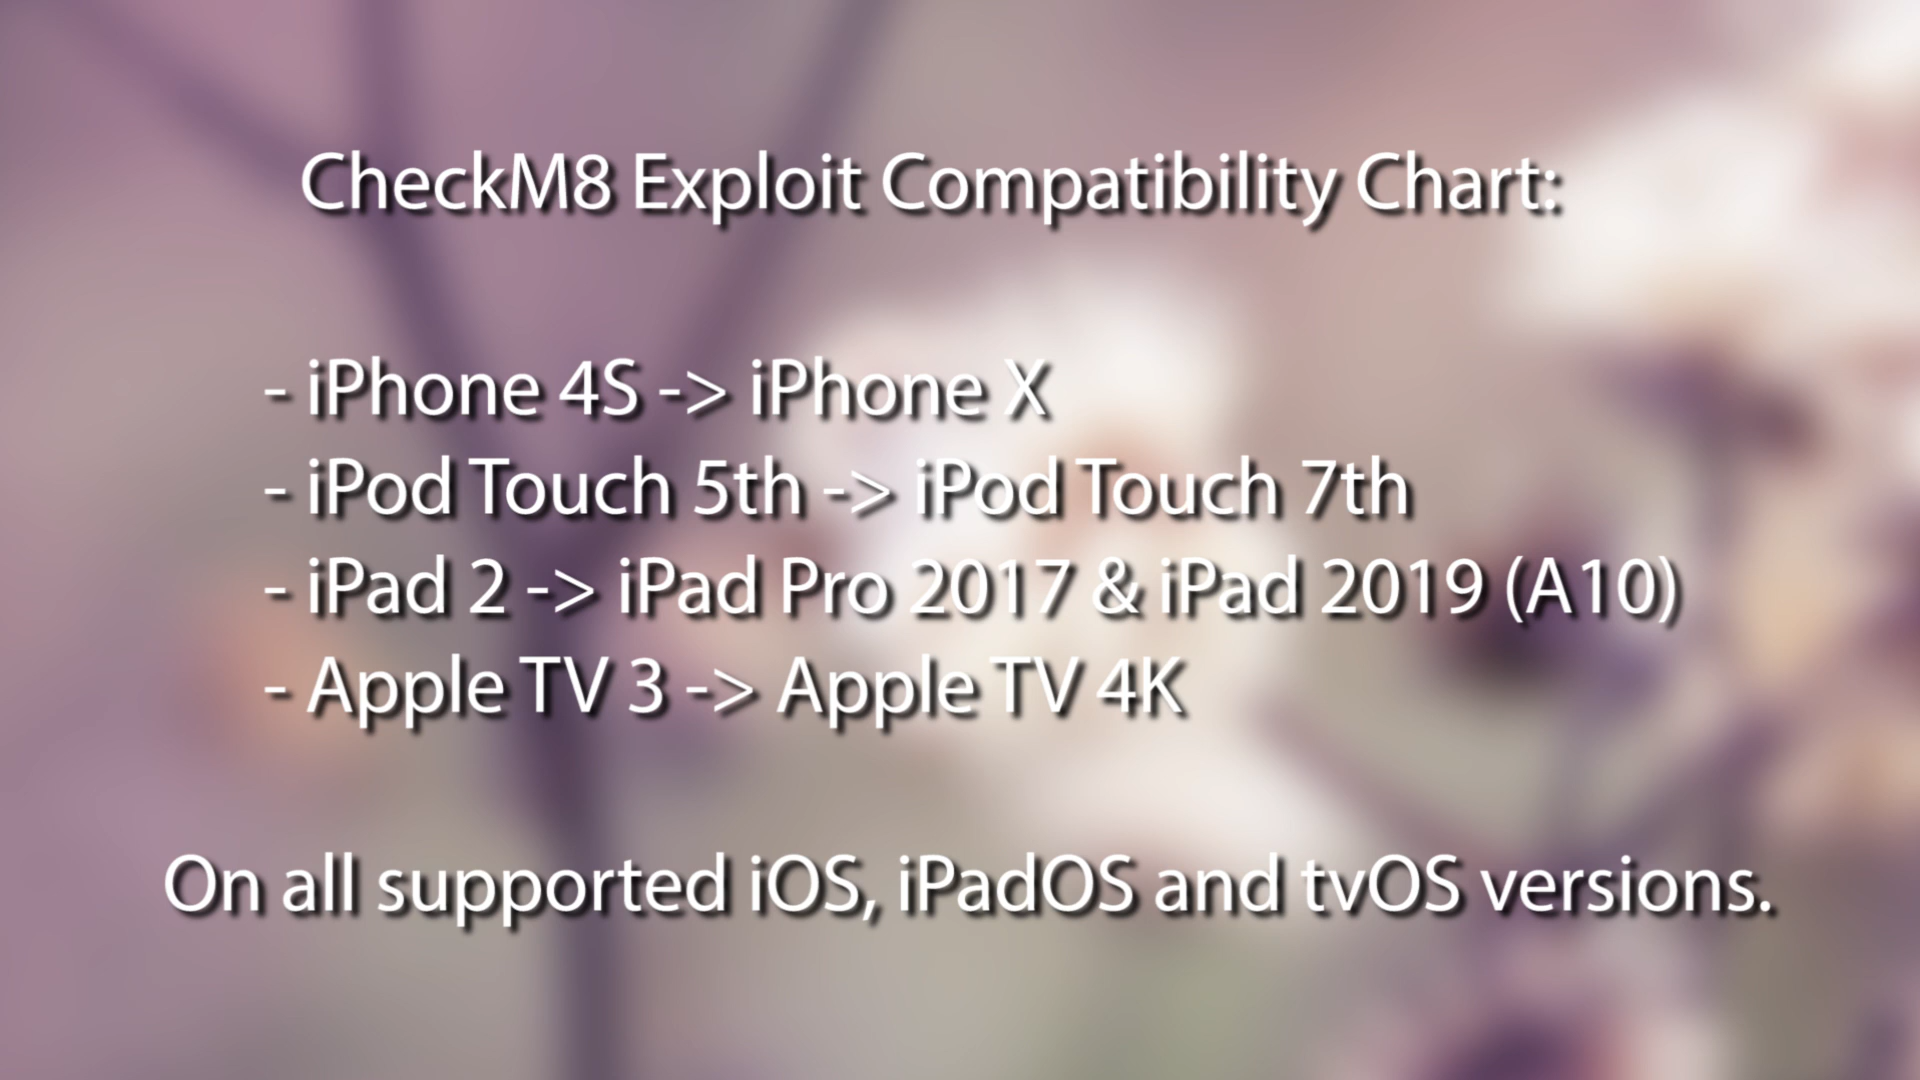 CheckM8 Exploit Compatibility Chart:
- iPhone 4S -> iPhone X
- iPod Touch 5th -> iPod Touch 7th
- iPad 2 -> iPad Pro 2017 & iPad 2019 (A10)
- Apple TV 3 -> Apple TV 4K
On all supported iOS, iPadOS and tvOS versions.